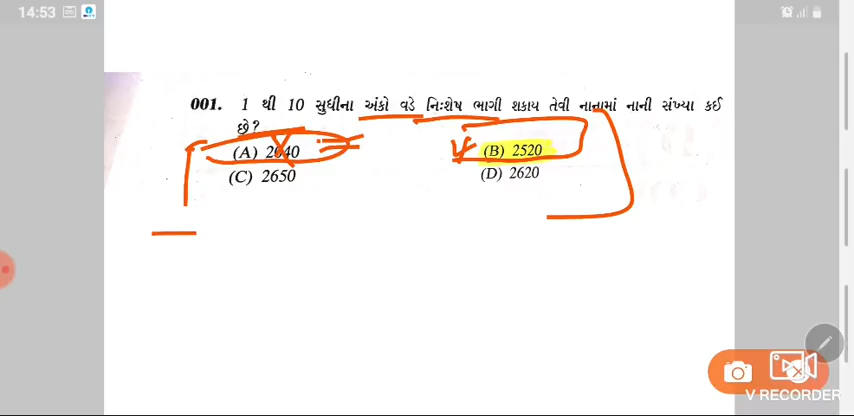 14:53
001. 1 થી 10 સુધીના અંકો વડે નિઃશેષ ભાગી શકાય તેવી નાનામાં નાની સંખ્યા કઈ
છે?
(A) 2040 (B) 2520
(C) 2650 (D) 2620
V RECORDER